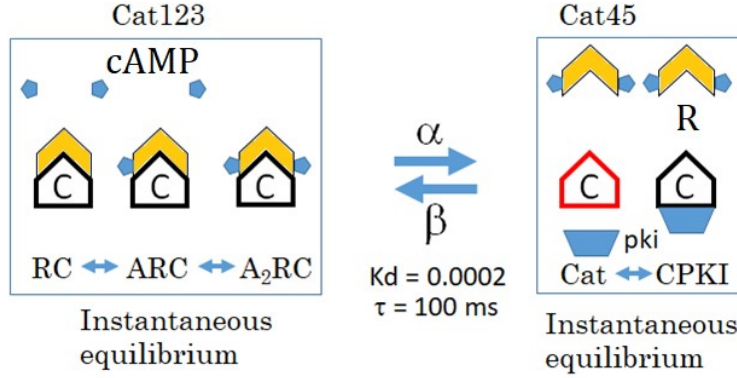 Cat123
Cat45
cAMP
R
C
C
C
C
C
α
β
pki
RC ARC A₂RC
Cat CPKI
Kd = 0.0002
τ = 100 ms
Instantaneous
equilibrium
Instantaneous
equilibrium